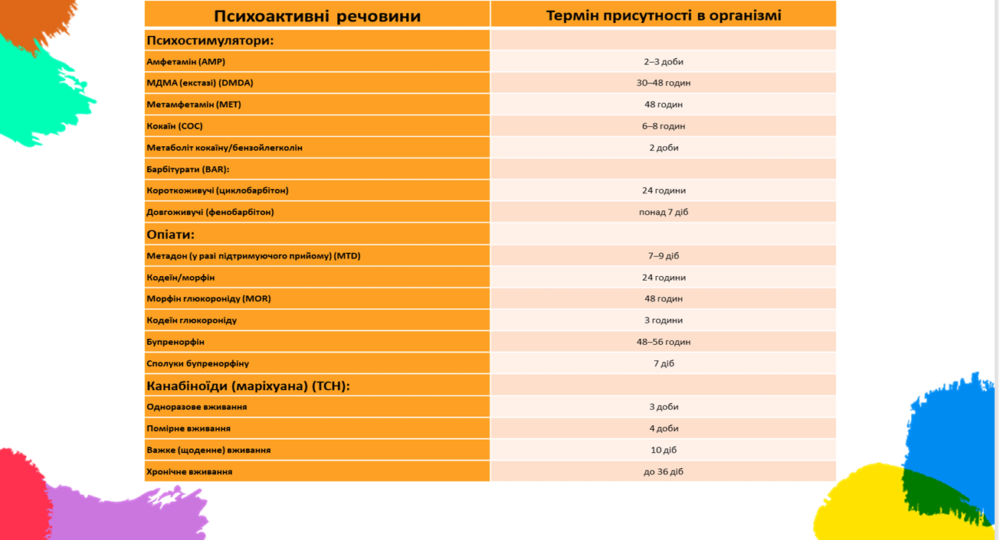 Психоактивні речовини Термін присутності в організмі
Психостимулятори:
Амфетамін (AMP) 2–3 доби
МДМА (екстазі) (DMDA) 30–48 годин
Метамфетамін (МЕТ) 48 годин
Кокаїн (COC) 6–8 годин
Метаболіт кокаїну/бензойлегколін 2 доби
Барбітурати (BAR):
Короткоживучі (циклобарбітон) 24 години
Довгоживучі (фенобарбітон) понад 7 діб
Опіати:
Метадон (у разі підтримуючого прийому) (MTD) 7–9 діб
Кодеїн/морфін 24 години
Морфін глюкороніду (MOR) 48 годин
Кодеїн глюкороніду 3 години
Бупренорфін 48–56 годин
Сполуки бупренорфіну 7 діб
Канабіноїди (маріхуана) (ТСН):
Одноразове вживання 3 доби
Помірне вживання 4 доби
Важке (щоденне) вживання 10 діб
Хронічне вживання до 36 діб